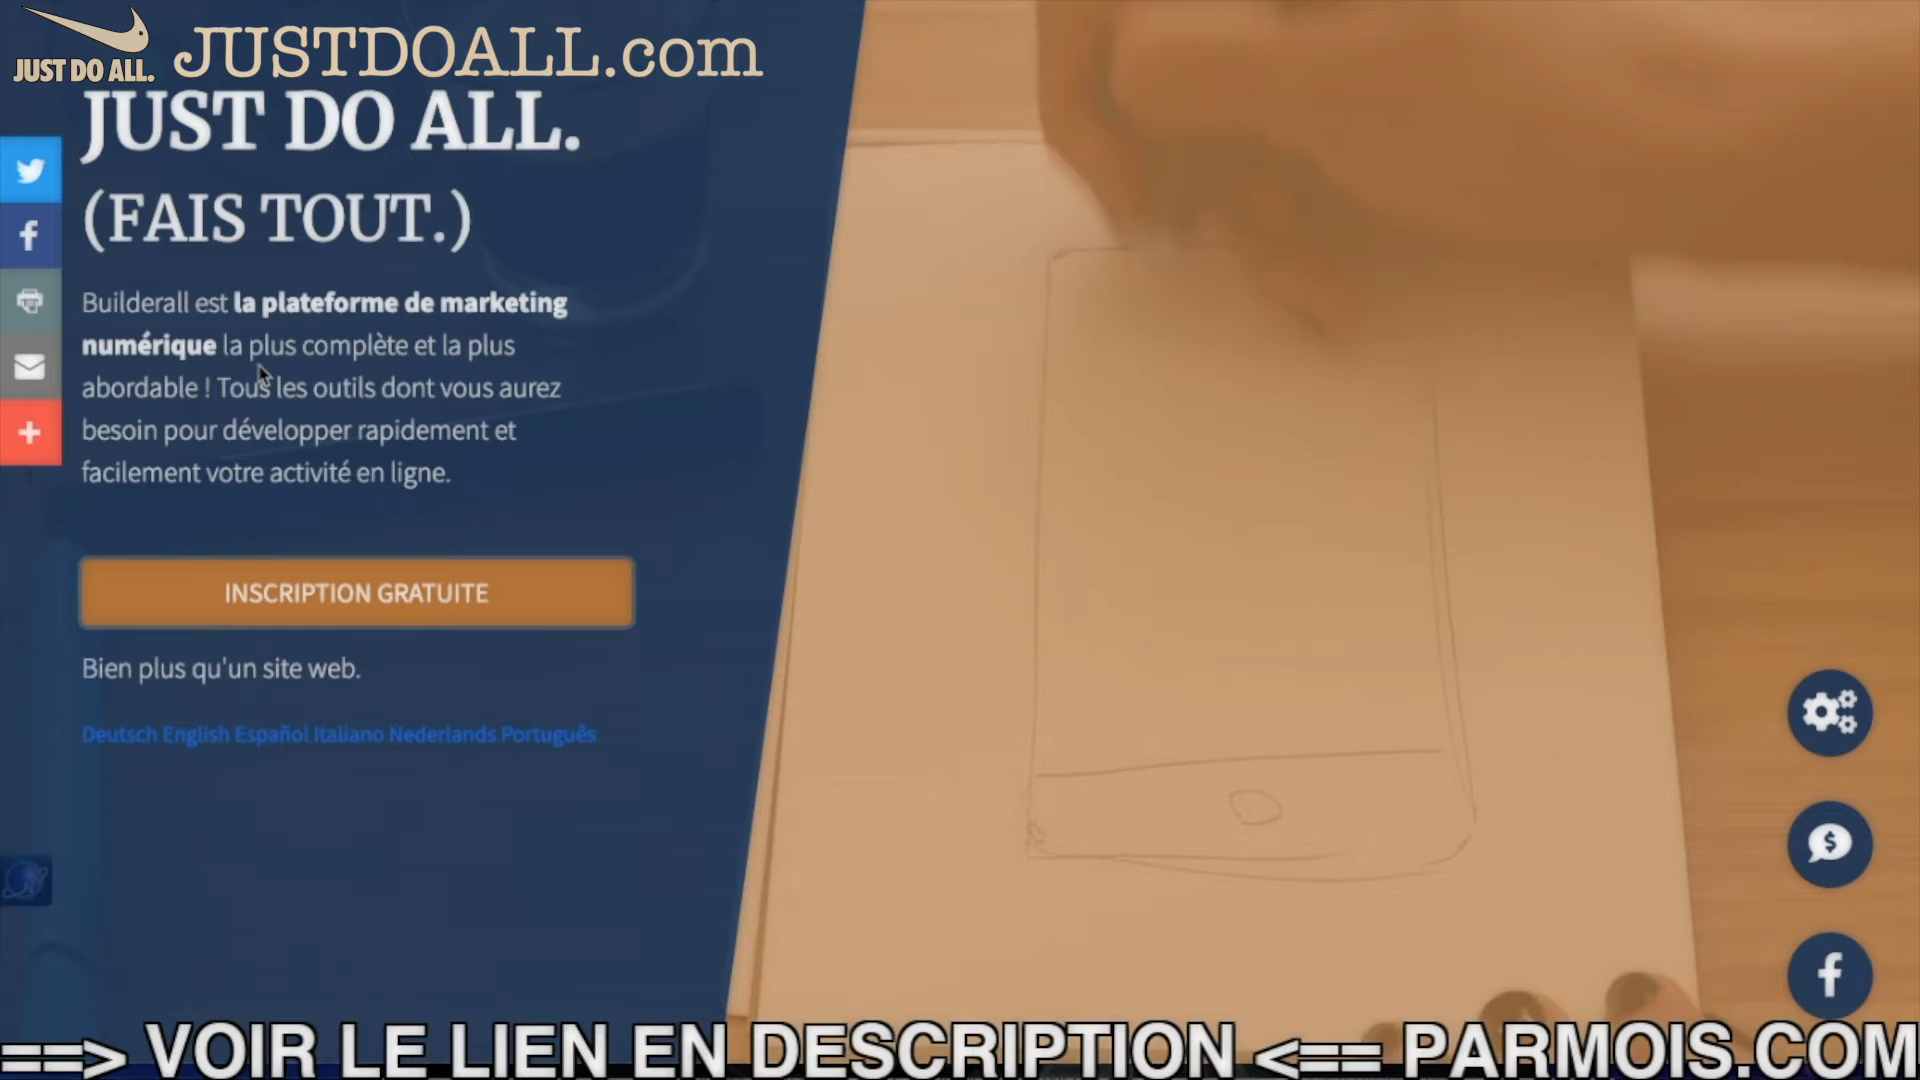 JUST DO ALL.
JUSTDOALL.com
JUST DO ALL.
(FAIS TOUT.)
Builderall est la plateforme de marketing
numérique la plus complète et la plus
abordable ! Tous les outils dont vous aurez
besoin pour développer rapidement et
facilement votre activité en ligne.
INSCRIPTION GRATUITE
Bien plus qu'un site web.
Deutsch English Español Italiano Nederlands Português
==> VOIR LE LIEN EN DESCRIPTION <== PARMOIS.COM